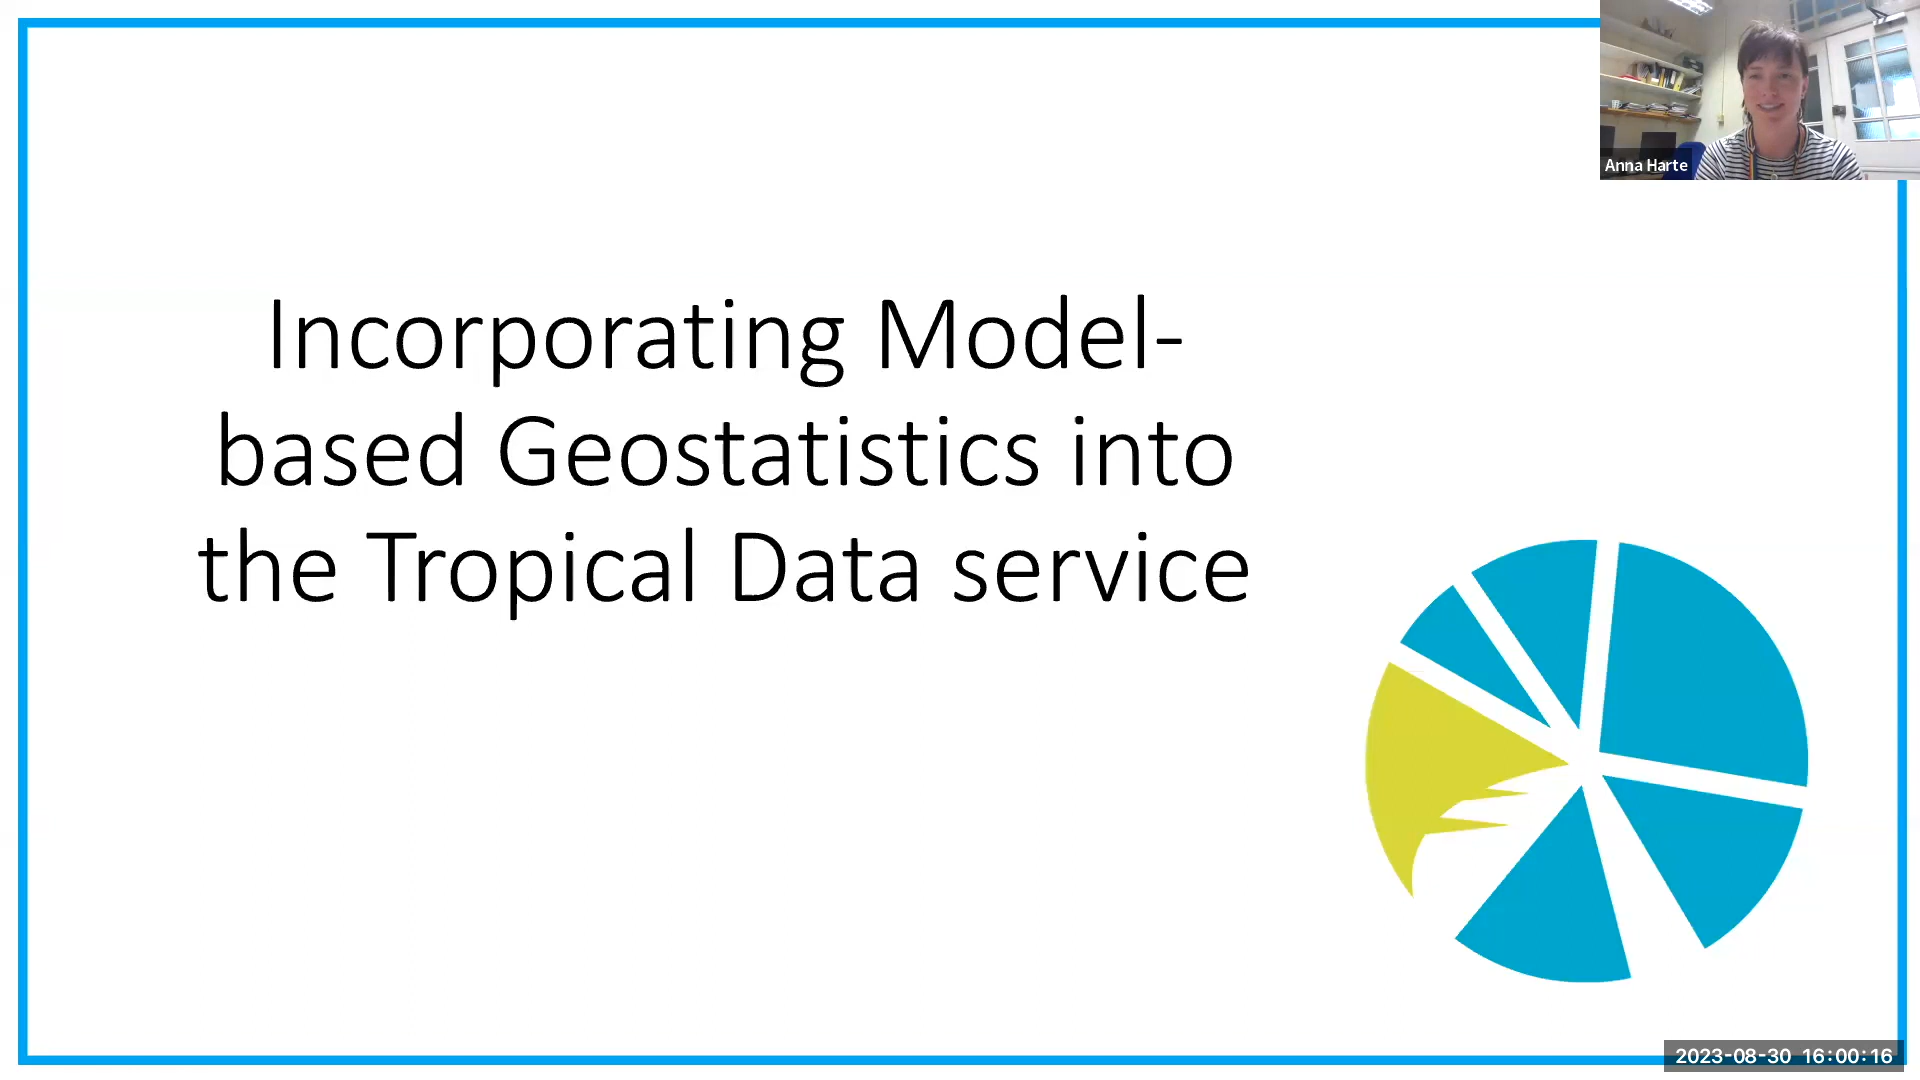 Anna Harte
Incorporating Model-
based Geostatistics into
the Tropical Data service
2023-08-30 16:00:16